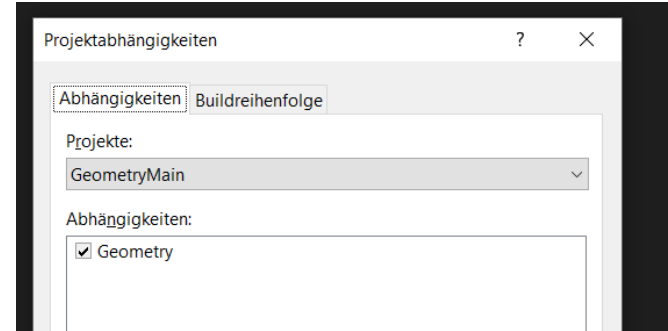 Projektabhängigkeiten ?
Abhängigkeiten Buildreihenfolge
Projekte:
GeometryMain
Abhängigkeiten:
Geometry